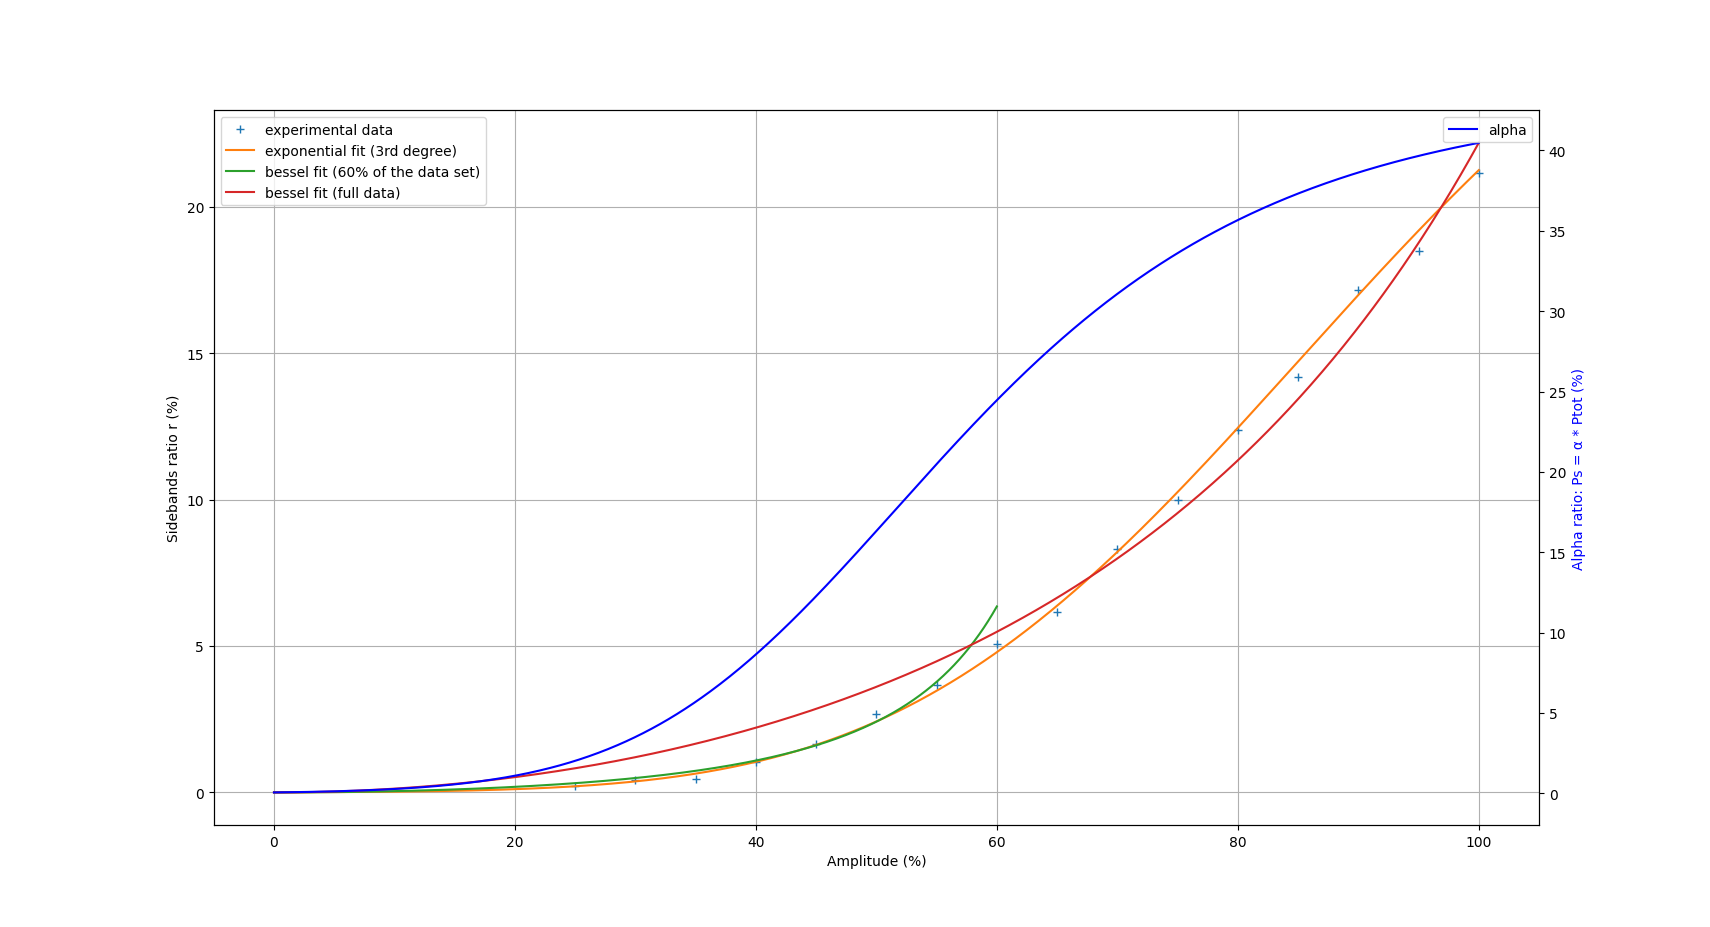 experimental data
exponential fit (3rd degree)
bessel fit (60% of the data set)
bessel fit (full data)
alpha
Sidebands ratio r (%)
20
15
10
5
0
40
35
30
25
20
15
10
5
0
Alpha ratio: Ps = α * Ptot (%)
0 20 40 60 80 100
Amplitude (%)